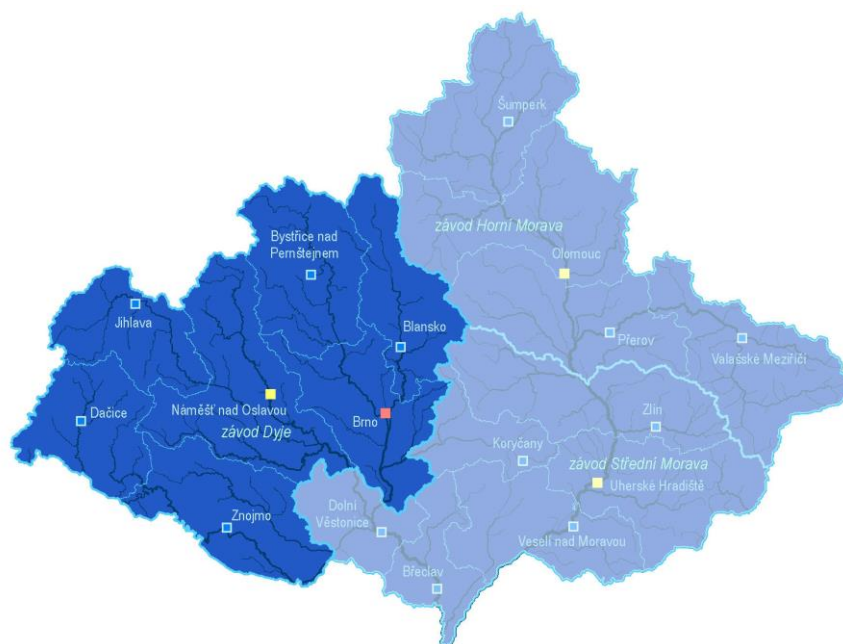 Šumperk
závod Horní Morava
Bystřice nad
Pernštejnem
Olomouc
Jihlava
Blansko
Přerov
Valašské Meziříčí
Náměšť nad Oslavou
Dačice
Brno
Zlín
závod Dyje
Koryčany
závod Střední Morava
Uherské Hradiště
Znojmo
Dolní
Věstonice
Veselí nad Moravou
Břeclav